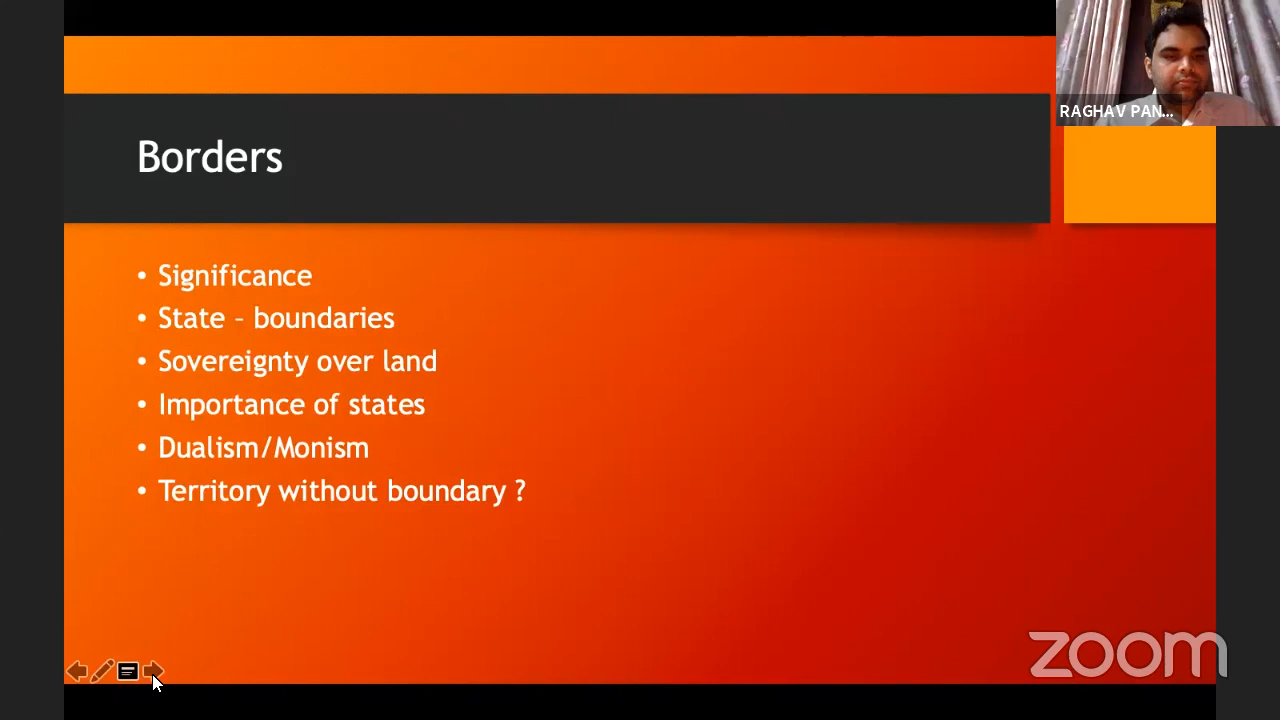 RAGHAV PAN...
Borders
• Significance
• State – boundaries
• Sovereignty over land
• Importance of states
• Dualism/Monism
• Territory without boundary ?
zoom